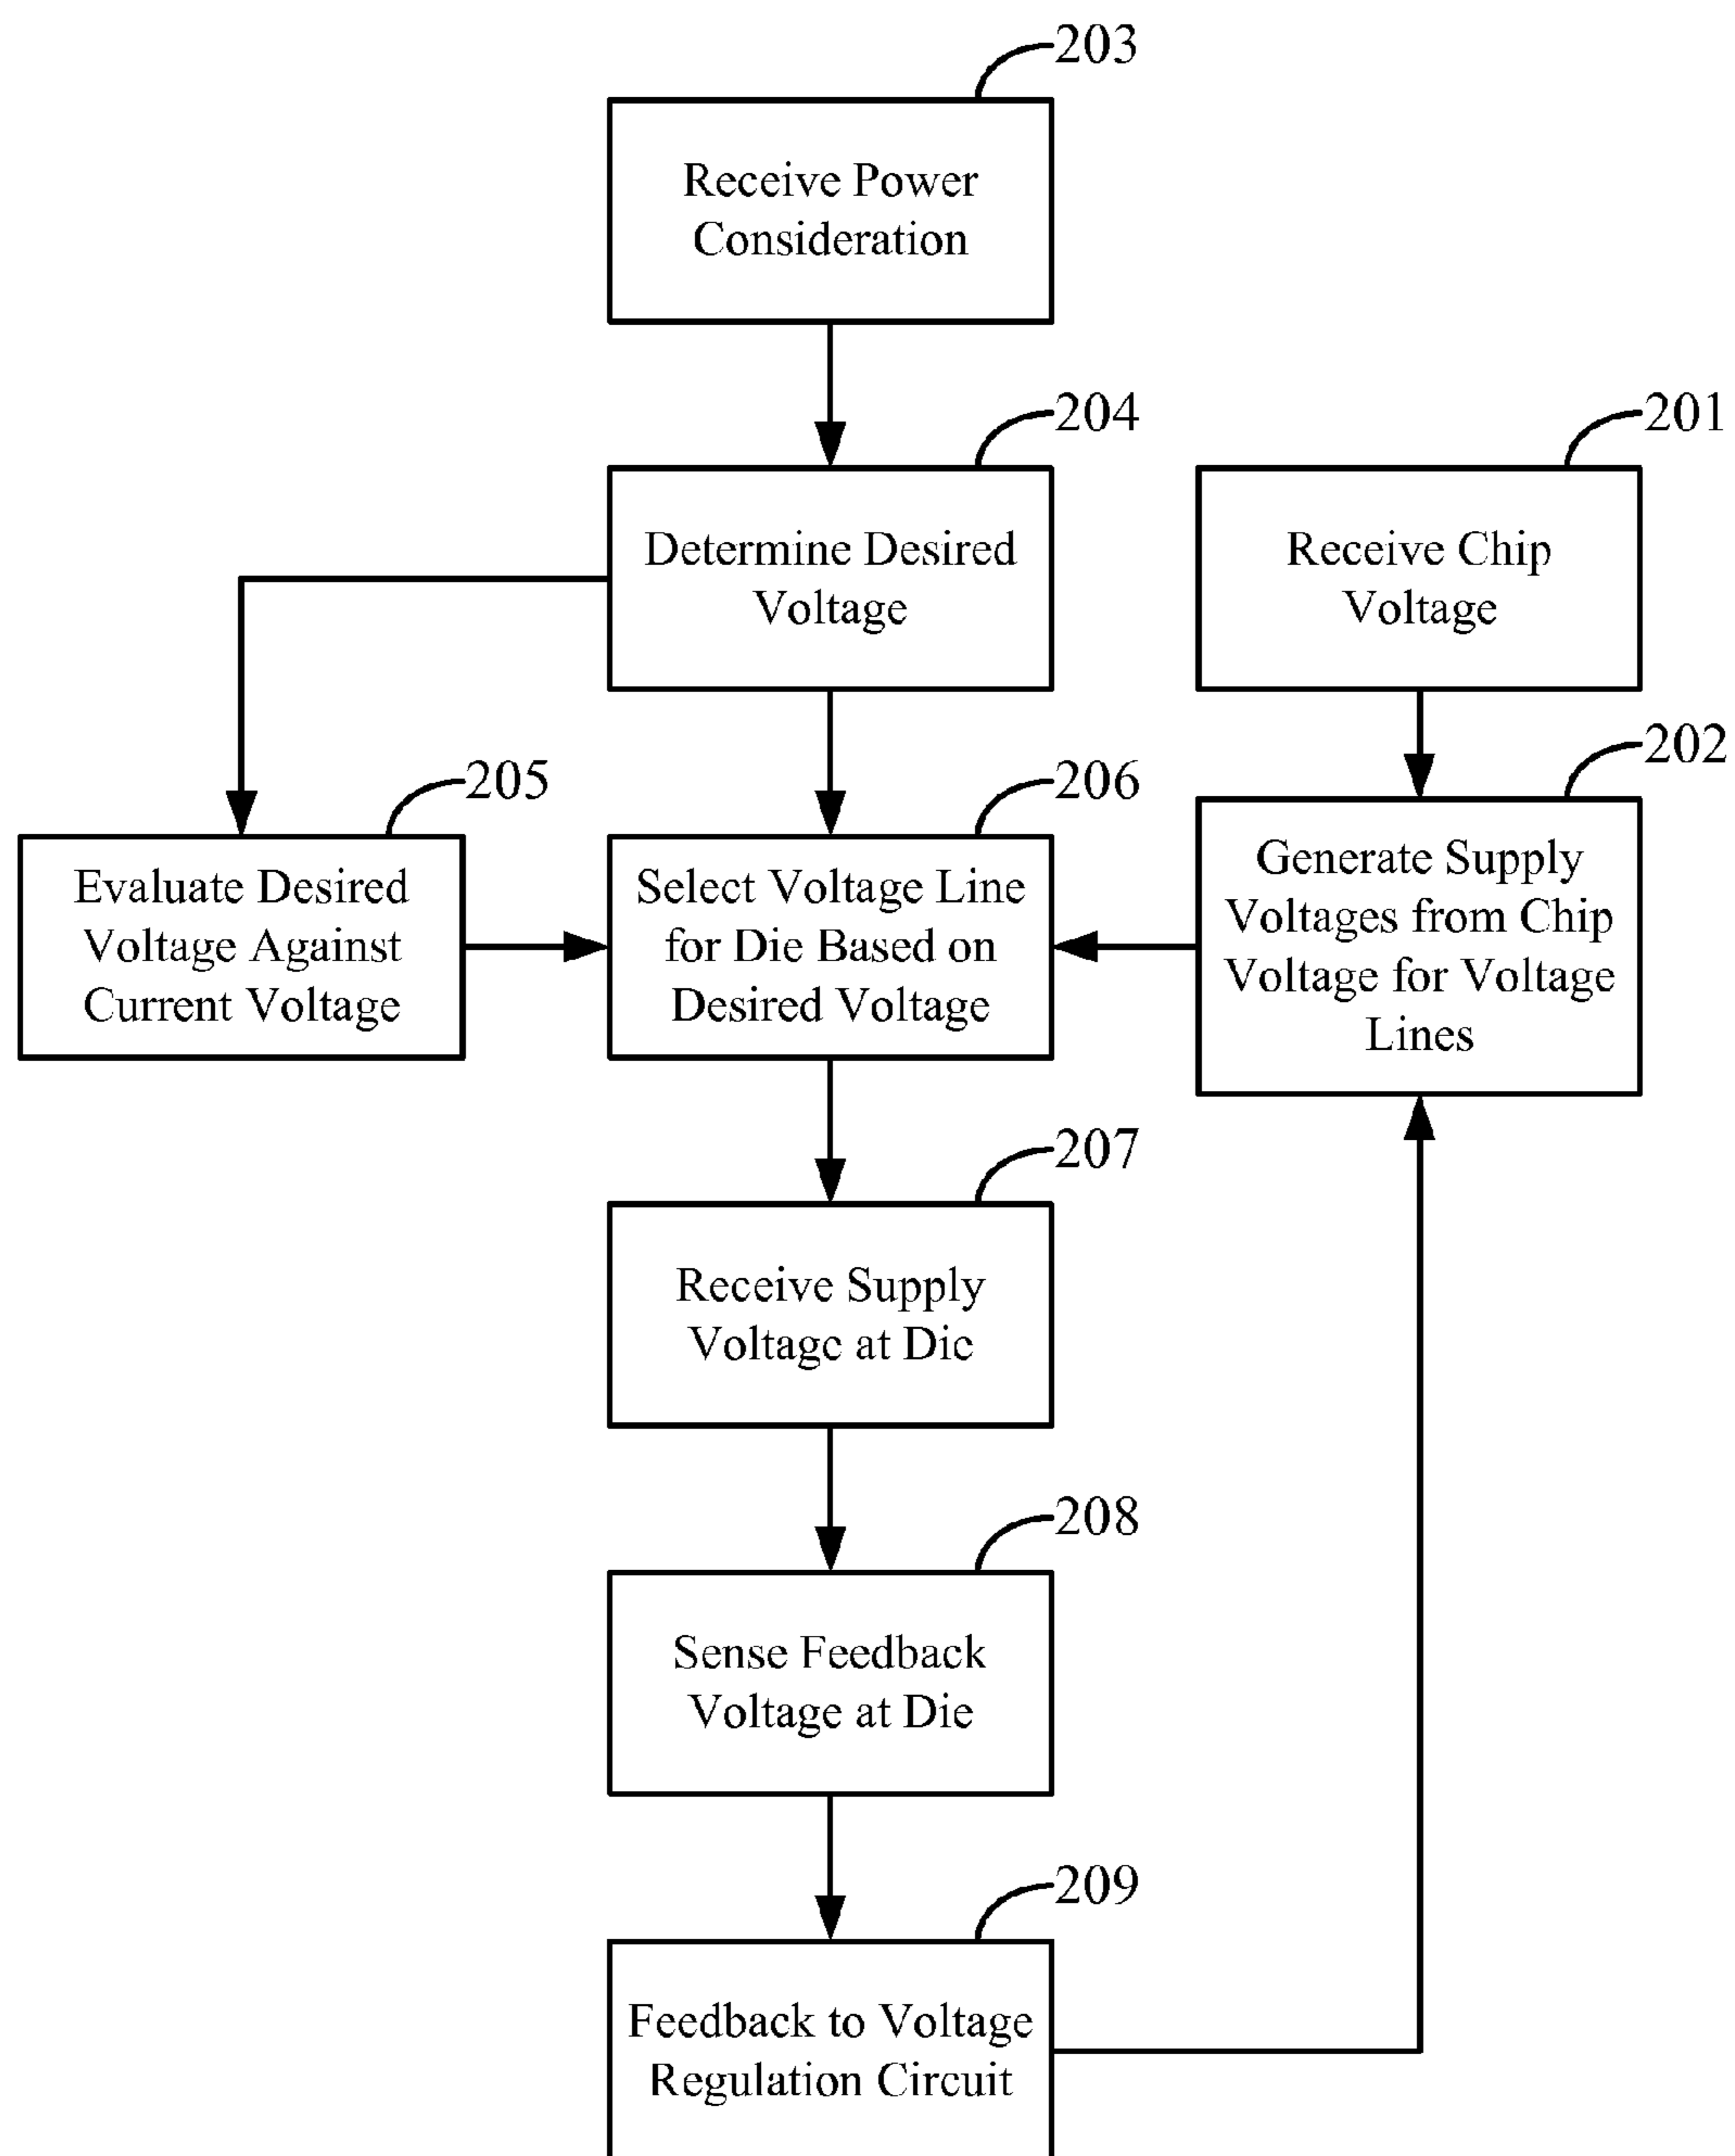 203
Receive Power
Consideration
204
Determine Desired
Voltage
201
Receive Chip
Voltage
205
Evaluate Desired
Voltage Against
Current Voltage
206
Select Voltage Line
for Die Based on
Desired Voltage
202
Generate Supply
Voltages from Chip
Voltage for Voltage
Lines
207
Receive Supply
Voltage at Die
208
Sense Feedback
Voltage at Die
209
Feedback to Voltage
Regulation Circuit